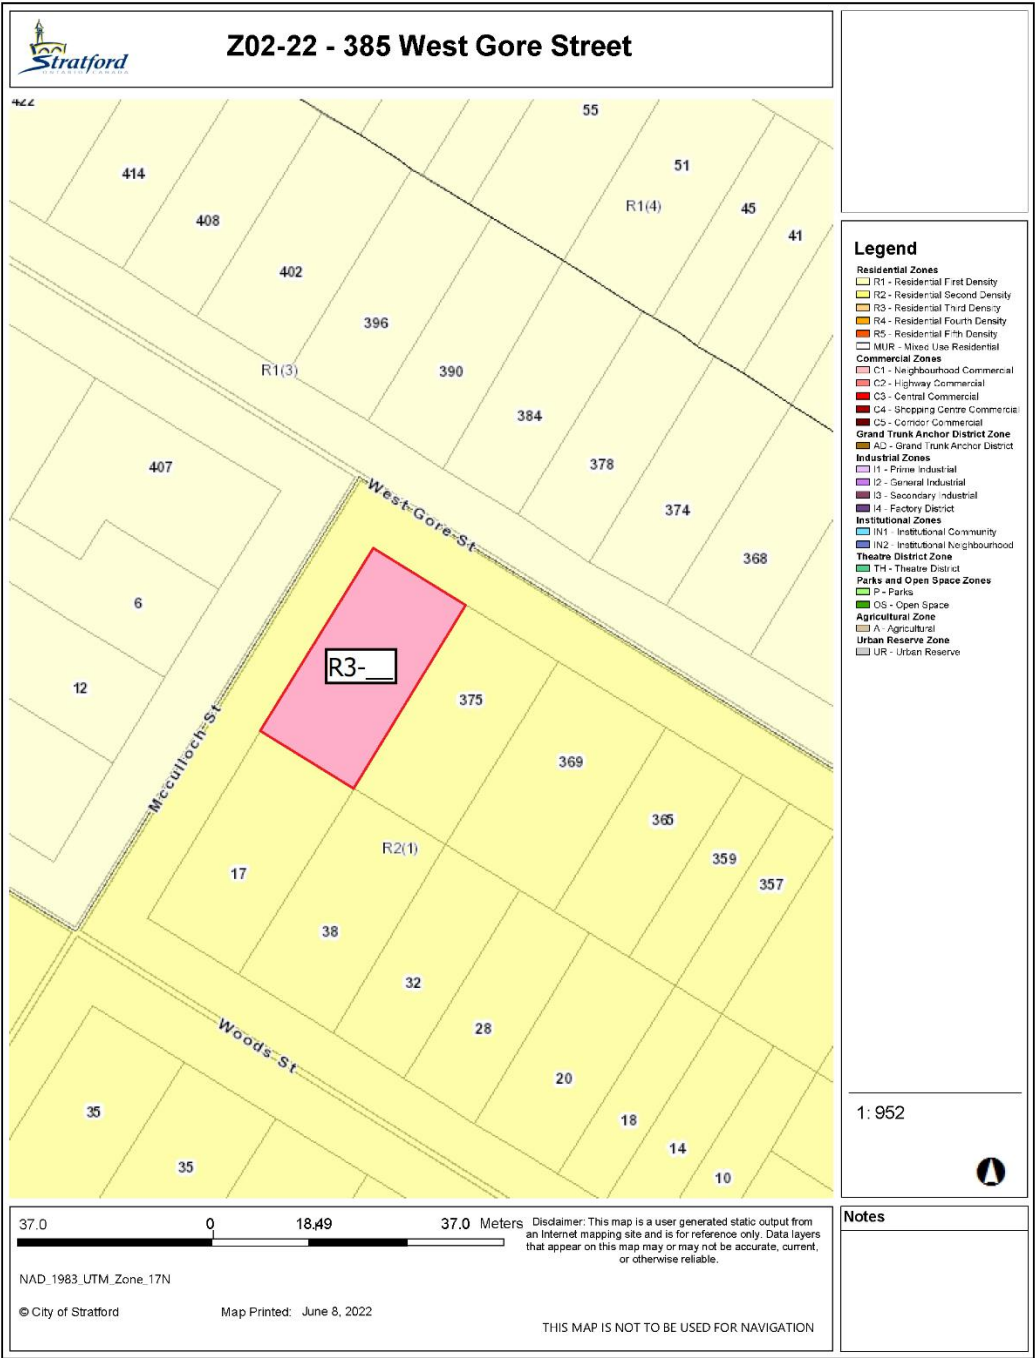 Stratford
ONTARIO CANADA
Z02-22 - 385 West Gore Street
422
55
414
51
R1(4)
45
408
41
402
396
R1(3)
390
384
378
407
374
West Gore St
368
6
R3-__
12
375
Mcculloch St
369
365
R2(1)
359
17
357
38
32
28
Woods St
20
35
18
14
35
10
Legend
Residential Zones
R1 - Residential First Density
R2 - Residential Second Density
R3 - Residential Third Density
R4 - Residential Fourth Density
R5 - Residential Fifth Density
MUR - Mixed Use Residential
Commercial Zones
C1 - Neighbourhood Commercial
C2 - Highway Commercial
C3 - Central Commercial
C4 - Shopping Centre Commercial
C5 - Corridor Commercial
Grand Trunk Anchor District Zone
AD - Grand Trunk Anchor District
Industrial Zones
I1 - Prime Industrial
I2 - General Industrial
I3 - Secondary Industrial
I4 - Factory District
Institutional Zones
IN1 - Institutional Community
IN2 - Institutional Neighbourhood
Theatre District Zone
TH - Theatre District
Parks and Open Space Zones
P - Parks
OS - Open Space
Agricultural Zone
A - Agricultural
Urban Reserve Zone
UR - Urban Reserve
1: 952
37.0 0 18.49 37.0 Meters
NAD_1983_UTM_Zone_17N
© City of Stratford Map Printed: June 8, 2022
Disclaimer: This map is a user generated static output from
an Internet mapping site and is for reference only. Data layers
that appear on this map may or may not be accurate, current,
or otherwise reliable.
THIS MAP IS NOT TO BE USED FOR NAVIGATION
Notes